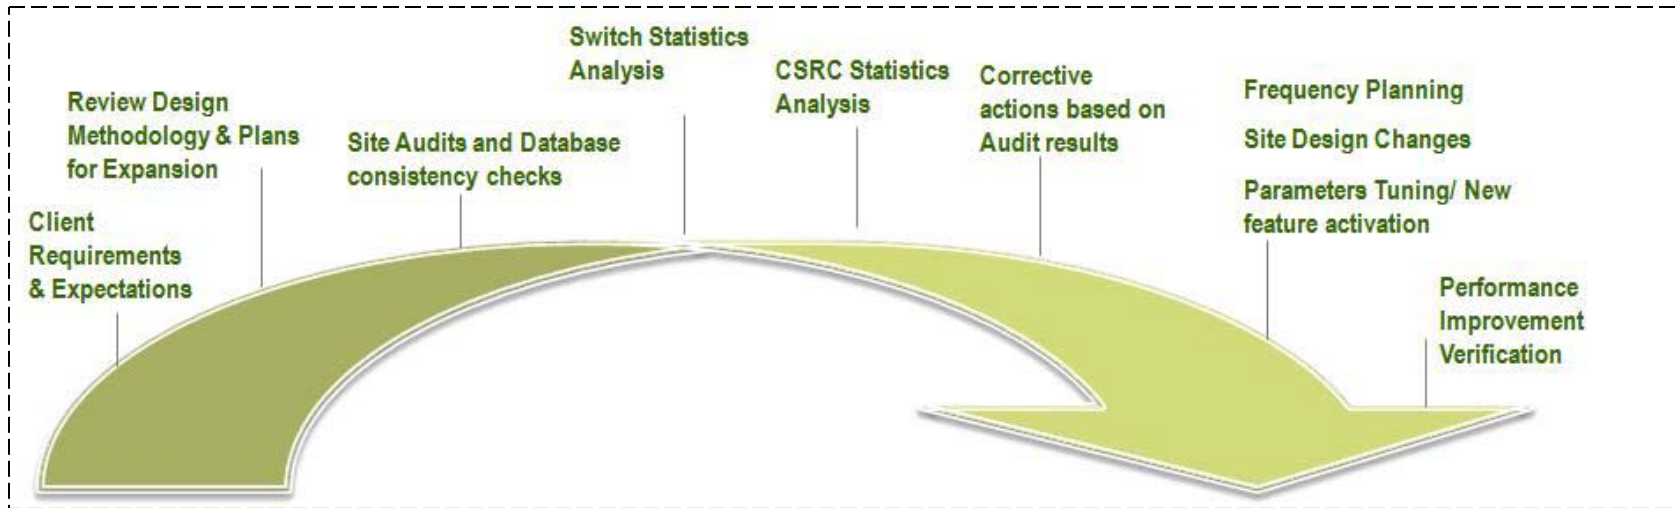 Client
Requirements
& Expectations
Review Design
Methodology & Plans
for Expansion
Site Audits and Database
consistency checks
Switch Statistics
Analysis
CSRC Statistics
Analysis
Corrective
actions based on
Audit results
Frequency Planning
Site Design Changes
Parameters Tuning/ New
feature activation
Performance
Improvement
Verification